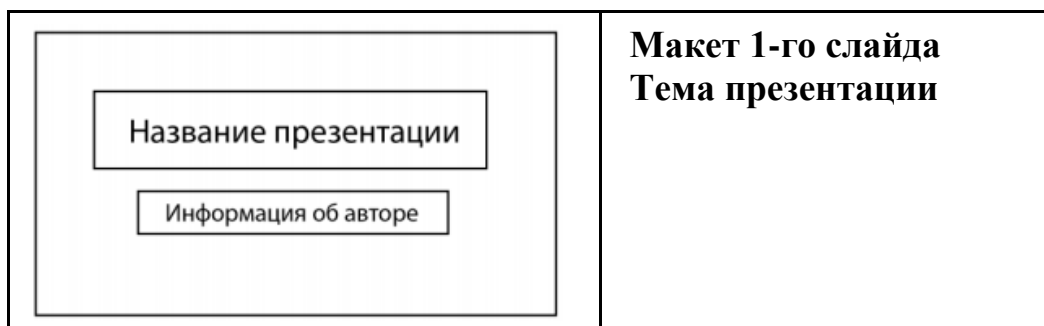 Название презентации
Информация об авторе
Макет 1-го слайда
Тема презентации